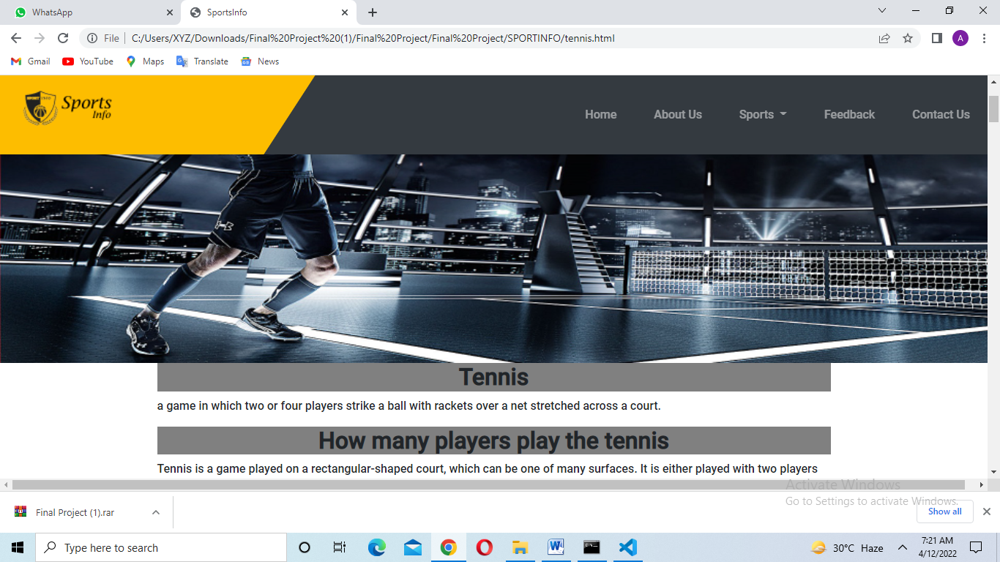 WhatsApp
SportsInfo
File
C:/Users/XYZ/Downloads/Final%20Project%20(1)/Final%20Project/Final%20Project/SPORTINFO/tennis.html
A
Gmail
YouTube
Maps
Translate
News
Sports
Info
Home
About Us
Sports
Feedback
Contact Us
Tennis
a game in which two or four players strike a ball with rackets over a net stretched across a court.
How many players play the tennis
Tennis is a game played on a rectangular-shaped court, which can be one of many surfaces. It is either played with two players
Activate Windows
Go to Settings to activate Windows.
Final Project (1).rar
Show all
Type here to search
30°C Haze
7:21 AM
4/12/2022